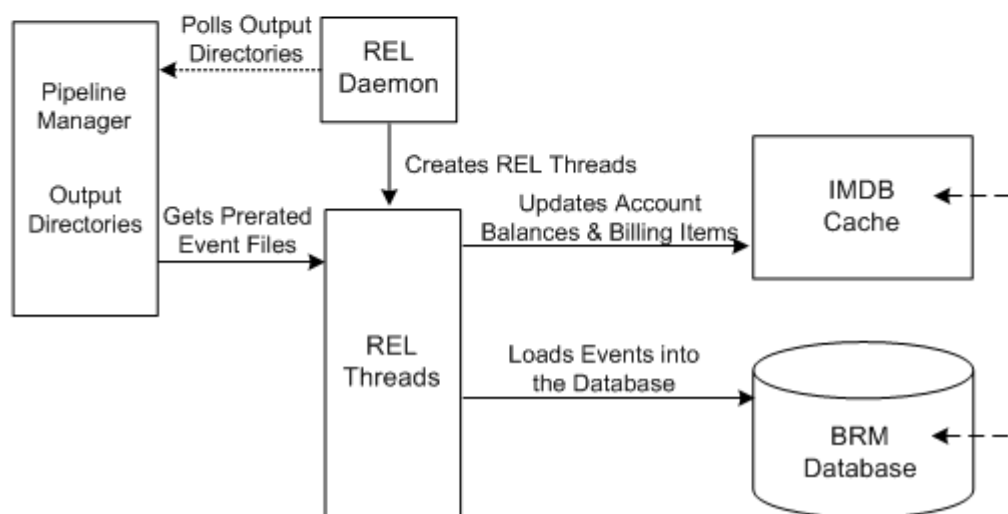 Polls Output
Directories
REL
Daemon
Pipeline
Manager
Output
Directories
Creates REL Threads
Gets Prerated
Event Files
Updates Account
Balances & Billing Items
IMDB
Cache
REL
Threads
Loads Events into
the Database
BRM
Database